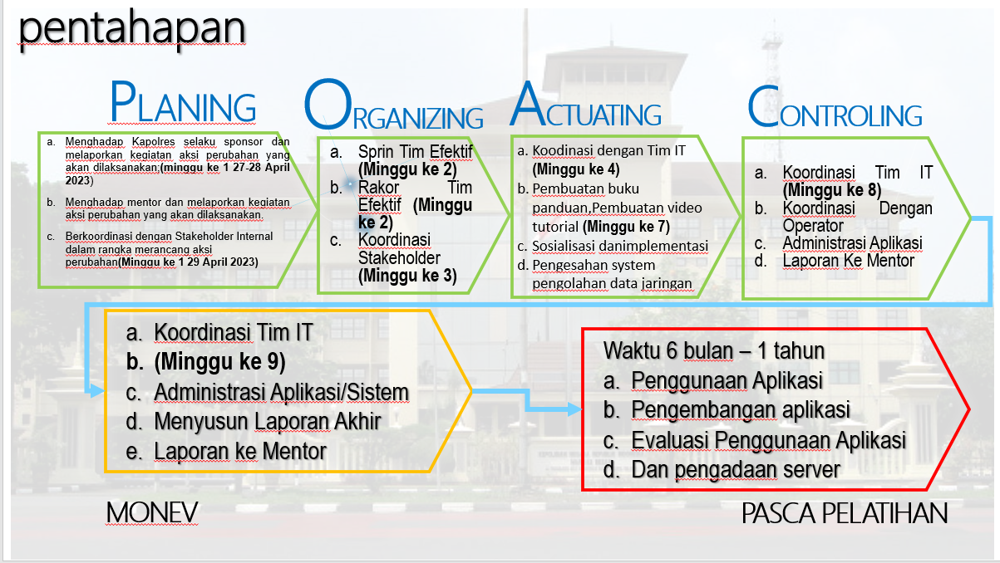 pentahapan
PLANING
a. Menghadap Kapolres selaku sponsor dan
melaporkan kegiatan aksi perubahan yang
akan dilaksanakan;(minggu ke 1 27-28 April
2023)
b. Menghadap mentor dan melaporkan kegiatan
aksi perubahan yang akan dilaksanakan.
c. Berkoordinasi dengan Stakeholder Internal
dalam rangka merancang aksi
perubahan(Minggu ke 1 29 April 2023)
ORGANIZING
a. Sprin Tim Efektif
(Minggu ke 2)
b. Rakor Tim
Efektif (Minggu
ke 2)
c. Koordinasi
Stakeholder
(Minggu ke 3)
ACTUATING
a. Koodinasi dengan Tim IT
(Minggu ke 4)
b. Pembuatan buku
panduan,Pembuatan video
tutorial (Minggu ke 7)
c. Sosialisasi danimplementasi
d. Pengesahan system
pengolahan data jaringan
CONTROLING
a. Koordinasi Tim IT
(Minggu ke 8)
b. Koordinasi Dengan
Operator
c. Administrasi Aplikasi
d. Laporan Ke Mentor
a. Koordinasi Tim IT
b. (Minggu ke 9)
c. Administrasi Aplikasi/Sistem
d. Menyusun Laporan Akhir
e. Laporan ke Mentor
MONEV
Waktu 6 bulan – 1 tahun
a. Penggunaan Aplikasi
b. Pengembangan aplikasi
c. Evaluasi Penggunaan Aplikasi
d. Dan pengadaan server
PASCA PELATIHAN